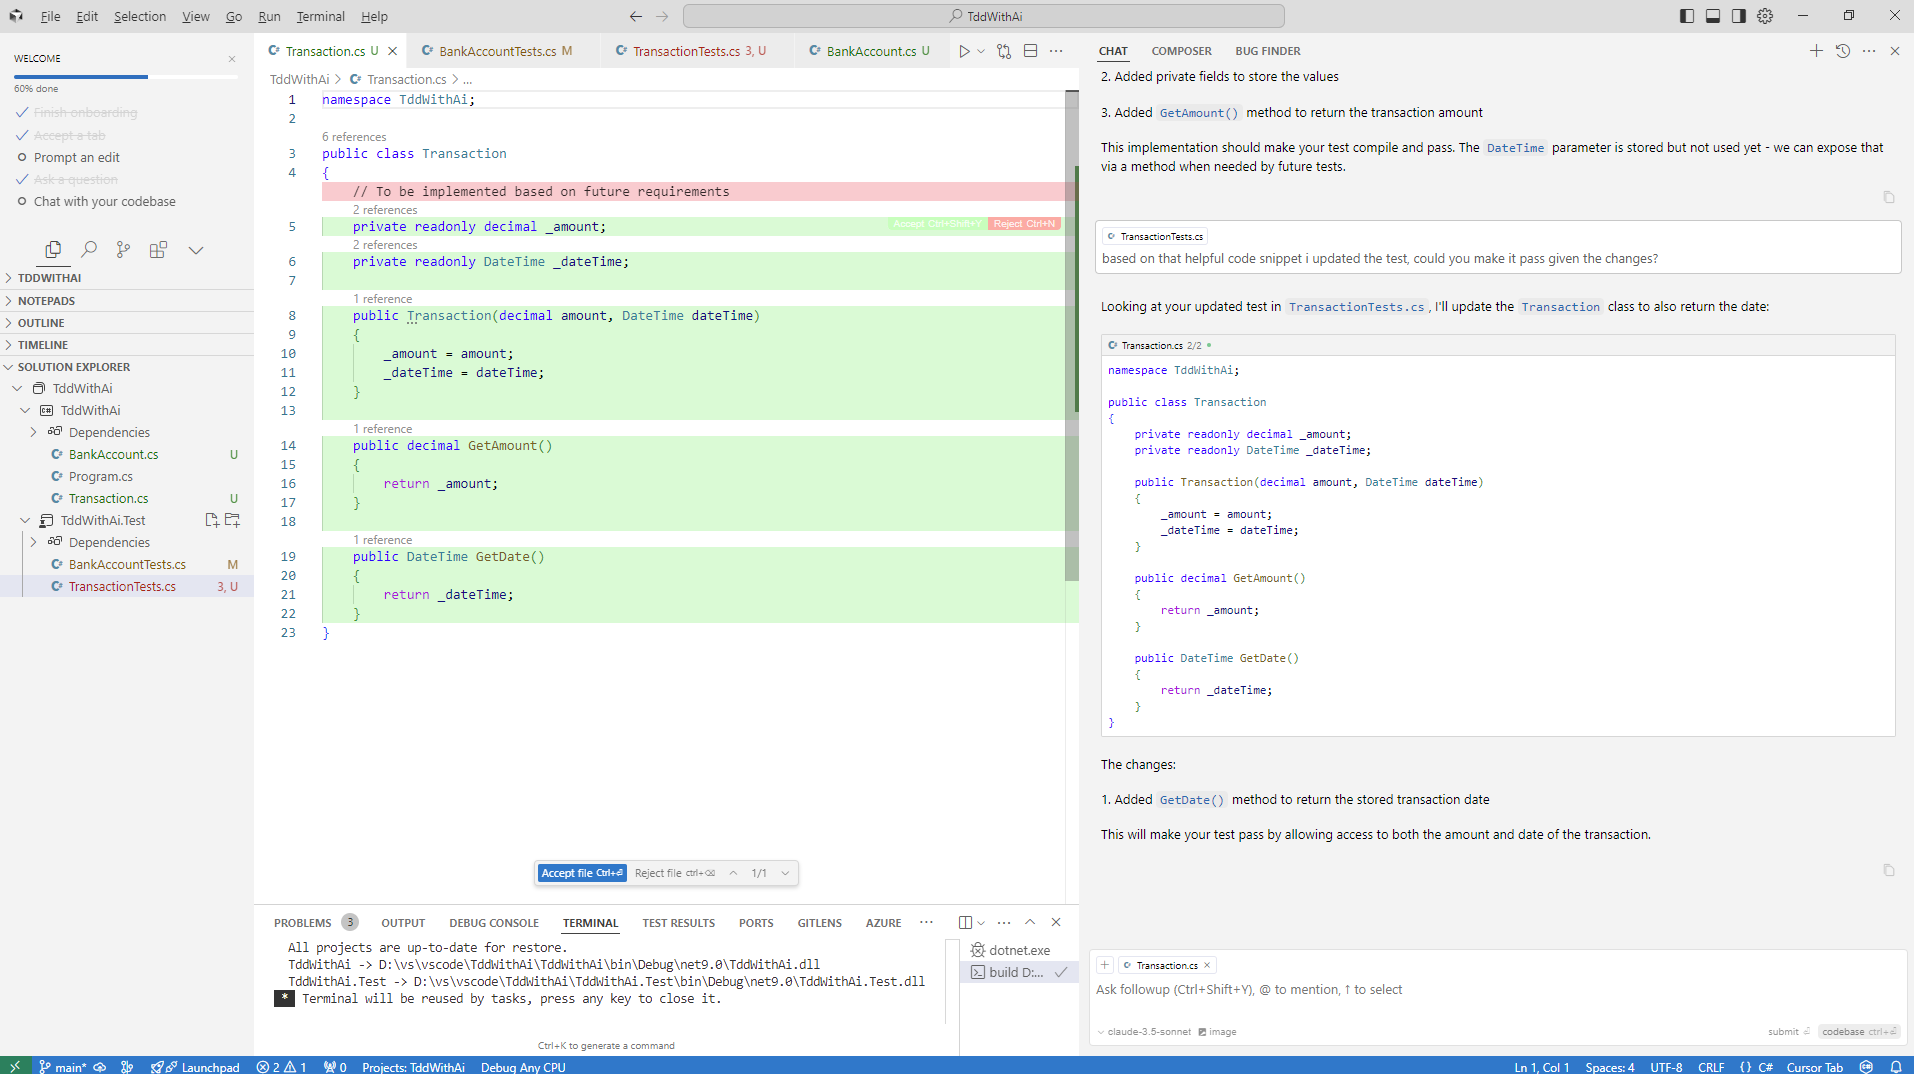 File Edit Selection View Go Run Terminal Help
TddWithAi
WELCOME
60% done
Finish onboarding
Accept a tab
Prompt an edit
Ask a question
Chat with your codebase
TDDWITHAI
NOTEPADS
OUTLINE
TIMELINE
SOLUTION EXPLORER
TddWithAi
TddWithAi
Dependencies
BankAccount.cs U
Program.cs
Transaction.cs U
TddWithAi.Test
Dependencies
BankAccountTests.cs M
TransactionTests.cs 3, U
Transaction.cs U BankAccountTests.cs M TransactionTests.cs 3, U BankAccount.cs U
TddWithAi > Transaction.cs > ...
1 namespace TddWithAi;
2
6 references
3 public class Transaction
4 {
// To be implemented based on future requirements
2 references
5 private readonly decimal _amount; Accept Ctrl+Shift+Y Reject Ctrl+N
2 references
6 private readonly DateTime _dateTime;
7
1 reference
8 public Transaction(decimal amount, DateTime dateTime)
9 {
10 _amount = amount;
11 _dateTime = dateTime;
12 }
13
1 reference
14 public decimal GetAmount()
15 {
16 return _amount;
17 }
18
1 reference
19 public DateTime GetDate()
20 {
21 return _dateTime;
22 }
23 }
Accept file Ctrl+⏎ Reject file ctrl+⌫ 1/1
PROBLEMS 3 OUTPUT DEBUG CONSOLE TERMINAL TEST RESULTS PORTS GITLENS AZURE
All projects are up-to-date for restore.
TddWithAi -> D:\vs\vscode\TddWithAi\TddWithAi\bin\Debug\net9.0\TddWithAi.dll
TddWithAi.Test -> D:\vs\vscode\TddWithAi\TddWithAi.Test\bin\Debug\net9.0\TddWithAi.Test.dll
* Terminal will be reused by tasks, press any key to close it.
Ctrl+K to generate a command
dotnet.exe
build D:...
CHAT COMPOSER BUG FINDER
2. Added private fields to store the values
3. Added GetAmount() method to return the transaction amount
This implementation should make your test compile and pass. The DateTime parameter is stored but not used yet - we can expose that
via a method when needed by future tests.
TransactionTests.cs
based on that helpful code snippet i updated the test, could you make it pass given the changes?
Looking at your updated test in TransactionTests.cs, I'll update the Transaction class to also return the date:
Transaction.cs 2/2
namespace TddWithAi;
public class Transaction
{
private readonly decimal _amount;
private readonly DateTime _dateTime;
public Transaction(decimal amount, DateTime dateTime)
{
_amount = amount;
_dateTime = dateTime;
}
public decimal GetAmount()
{
return _amount;
}
public DateTime GetDate()
{
return _dateTime;
}
}
The changes:
1. Added GetDate() method to return the stored transaction date
This will make your test pass by allowing access to both the amount and date of the transaction.
+ Transaction.cs ×
Ask followup (Ctrl+Shift+Y), @ to mention, ↑ to select
claude-3.5-sonnet image submit ⏎ codebase ctrl+⏎
main* Launchpad 2 1 0 Projects: TddWithAi Debug Any CPU Ln 1, Col 1 Spaces: 4 UTF-8 CRLF {} C# Cursor Tab